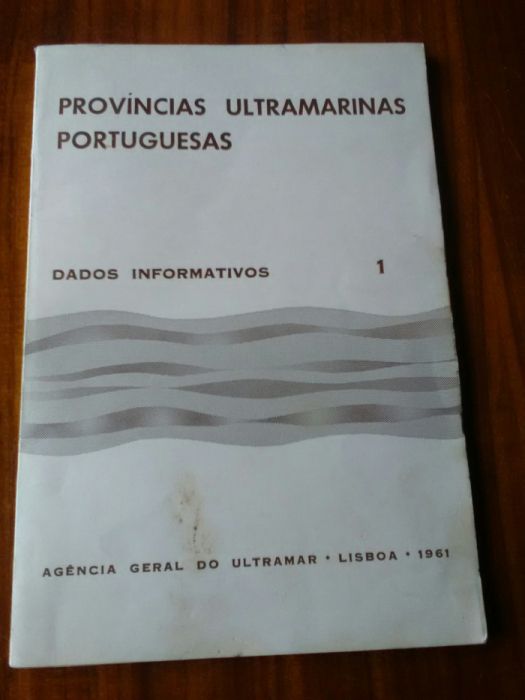 PROVÍNCIAS ULTRAMARINAS
PORTUGUESAS
DADOS INFORMATIVOS 1
AGÊNCIA GERAL DO ULTRAMAR • LISBOA • 1961